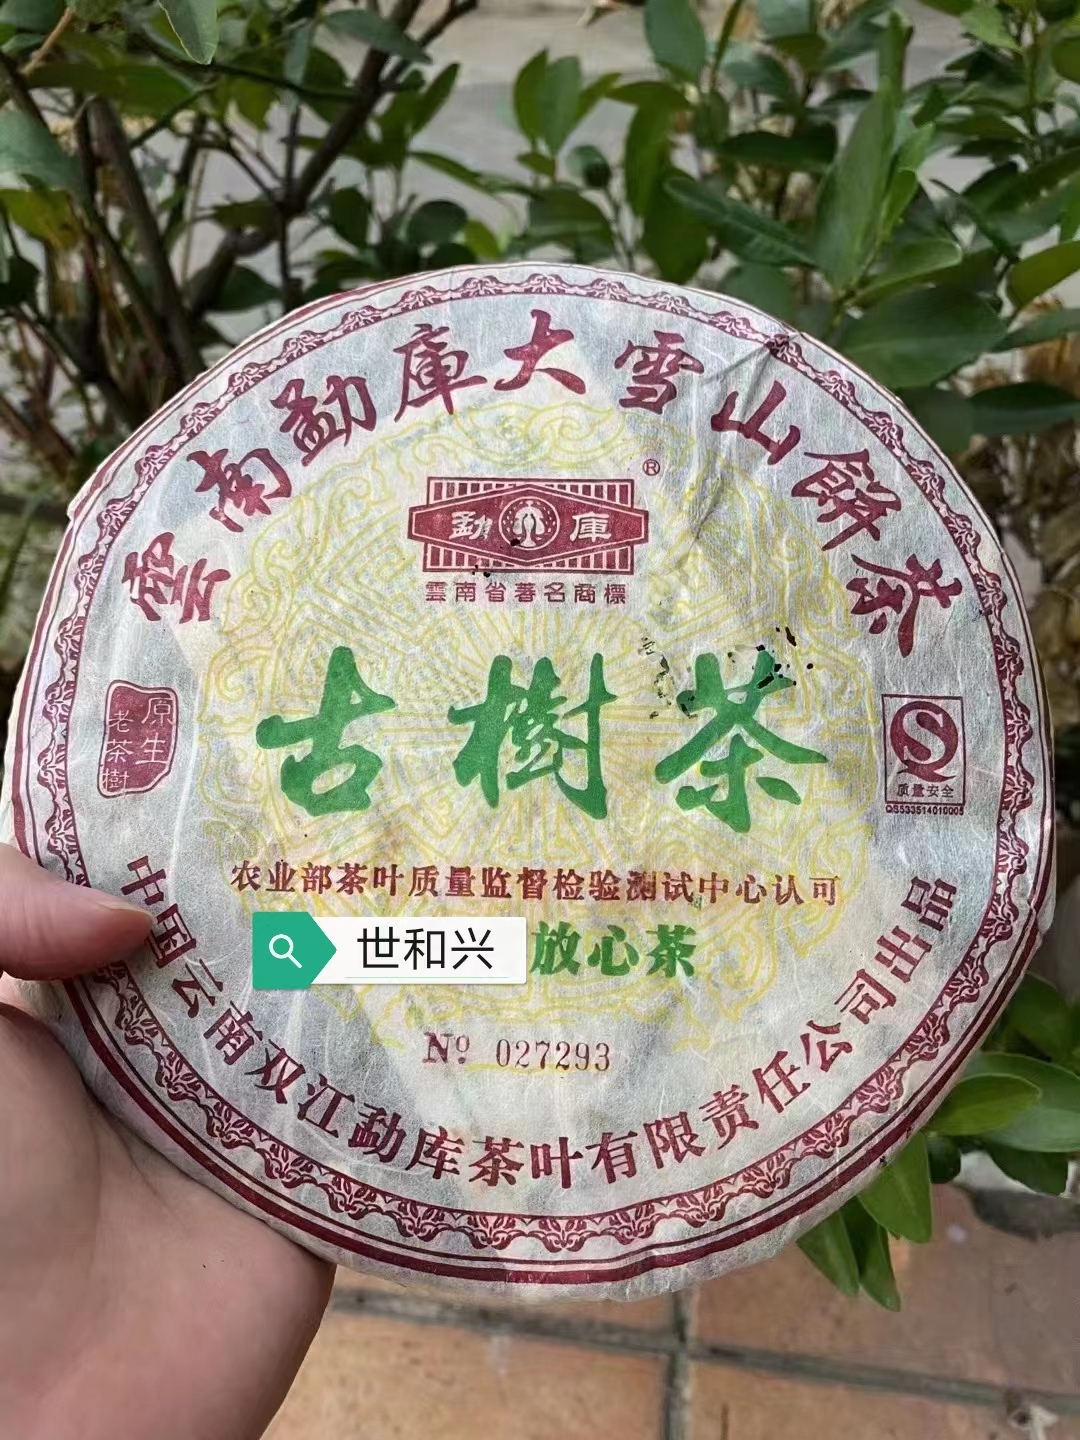 雲南勐庫大雪山餅茶
®
勐庫
雲南省著名商標
古樹茶
原生
老茶樹
质量安全
QS533514010005
农业部茶叶质量监督检验测试中心认可
世和兴
放心茶
Nº 027293
中国云南双江勐库茶叶有限责任公司出品